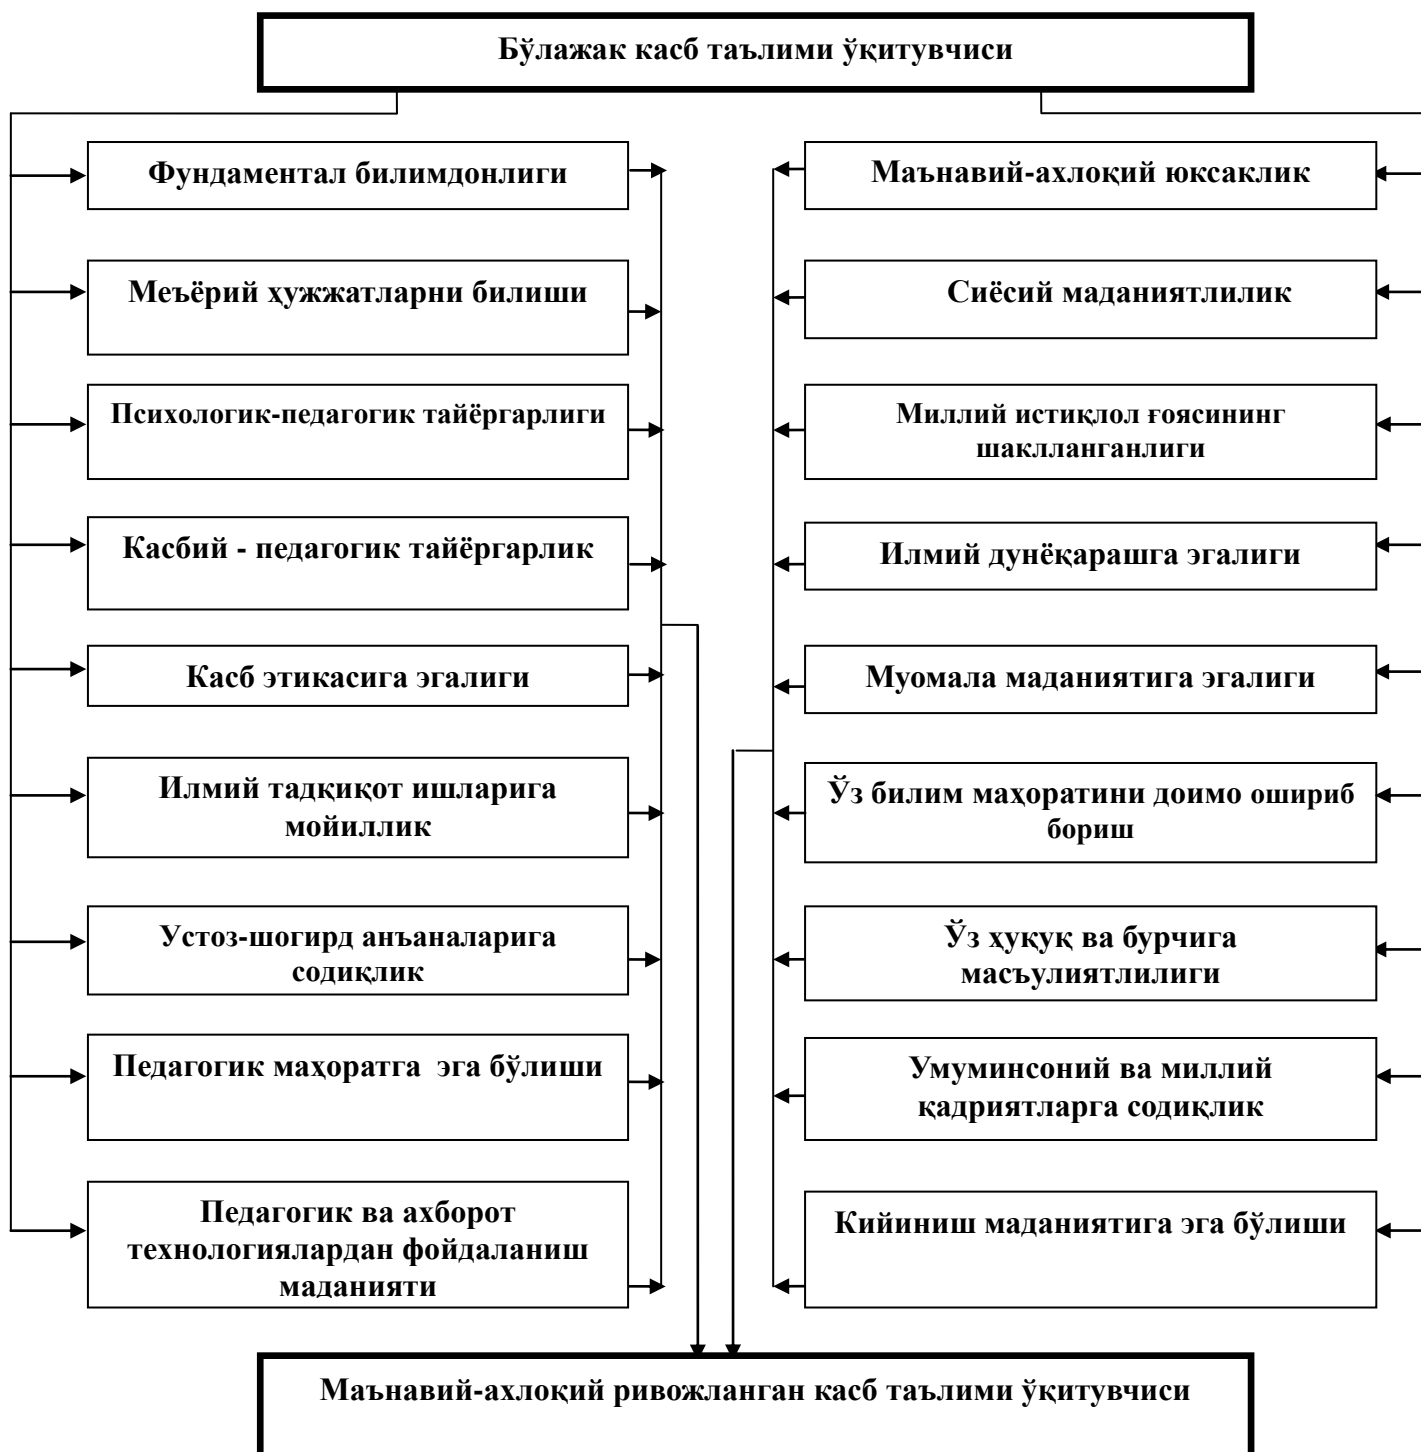 Бўлажак касб таълими ўқитувчиси
Фундаментал билимдонлиги
Меъёрий ҳужжатларни билиши
Психологик-педагогик тайёргарлиги
Касбий - педагогик тайёргарлик
Касб этикасига эгалиги
Илмий тадқиқот ишларига
мойиллик
Устоз-шогирд анъаналарига
содиқлик
Педагогик маҳоратга эга бўлиши
Педагогик ва ахборот
технологиялардан фойдаланиш
маданияти
Маънавий-ахлоқий юксаклик
Сиёсий маданиятлилик
Миллий истиқлол ғоясининг
шаклланганлиги
Илмий дунёқарашга эгалиги
Муомала маданиятига эгалиги
Ўз билим маҳоратини доимо ошириб
бориш
Ўз ҳуқуқ ва бурчига
масъулиятлилиги
Умуминсоний ва миллий
қадриятларга содиқлик
Кийиниш маданиятига эга бўлиши
Маънавий-ахлоқий ривожланган касб таълими ўқитувчиси